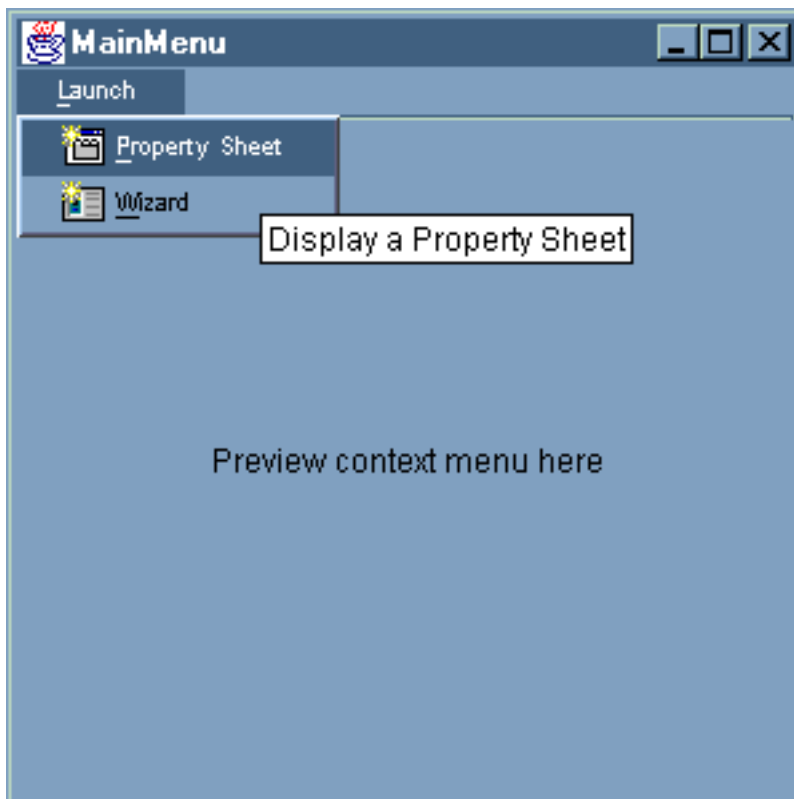 MainMenu
Launch
Property Sheet
Wizard
Display a Property Sheet
Preview context menu here